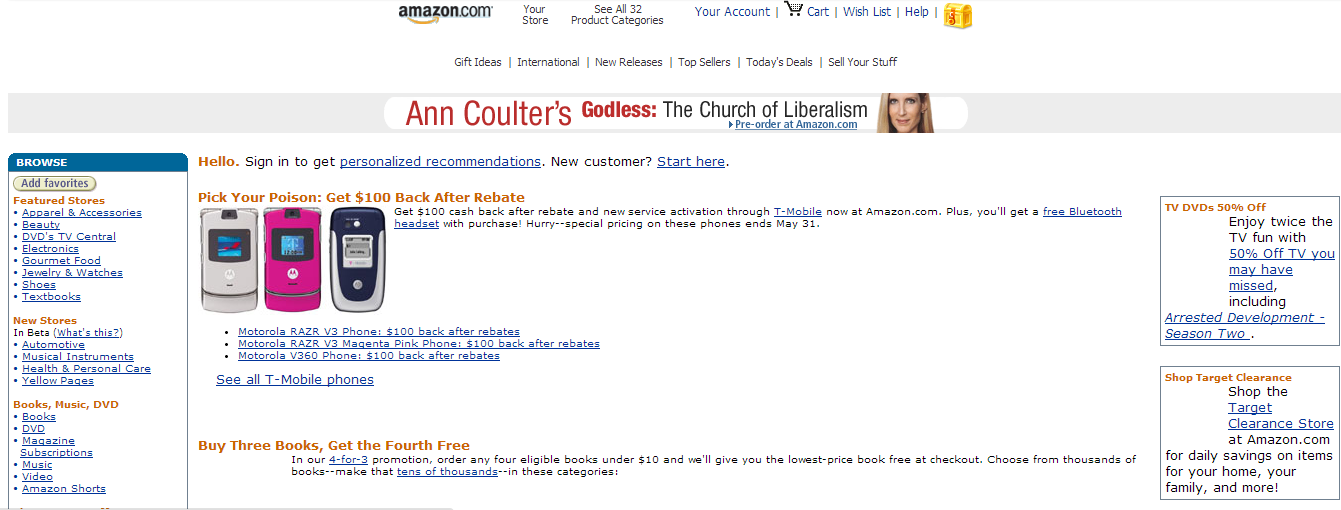 amazon.com
Your Store
See All 32 Product Categories
Your Account | Cart | Wish List | Help |
Gift Ideas | International | New Releases | Top Sellers | Today's Deals | Sell Your Stuff
Ann Coulter's Godless: The Church of Liberalism
Pre-order at Amazon.com
BROWSE
Add favorites
Featured Stores
• Apparel & Accessories
• Beauty
• DVD's TV Central
• Electronics
• Gourmet Food
• Jewelry & Watches
• Shoes
• Textbooks
New Stores
In Beta (What's this?)
• Automotive
• Musical Instruments
• Health & Personal Care
• Yellow Pages
Books, Music, DVD
• Books
• DVD
• Magazine
Subscriptions
• Music
• Video
• Amazon Shorts
Hello. Sign in to get personalized recommendations. New customer? Start here.
Pick Your Poison: Get $100 Back After Rebate
Get $100 cash back after rebate and new service activation through T-Mobile now at Amazon.com. Plus, you'll get a free Bluetooth
headset with purchase! Hurry--special pricing on these phones ends May 31.
• Motorola RAZR V3 Phone: $100 back after rebates
• Motorola RAZR V3 Magenta Pink Phone: $100 back after rebates
• Motorola V360 Phone: $100 back after rebates
See all T-Mobile phones
Buy Three Books, Get the Fourth Free
In our 4-for-3 promotion, order any four eligible books under $10 and we'll give you the lowest-price book free at checkout. Choose from thousands of
books--make that tens of thousands--in these categories:
TV DVDs 50% Off
Enjoy twice the
TV fun with
50% Off TV you
may have
missed,
including
Arrested Development -
Season Two .
Shop Target Clearance
Shop the
Target
Clearance Store
at Amazon.com
for daily savings on items
for your home, your
family, and more!